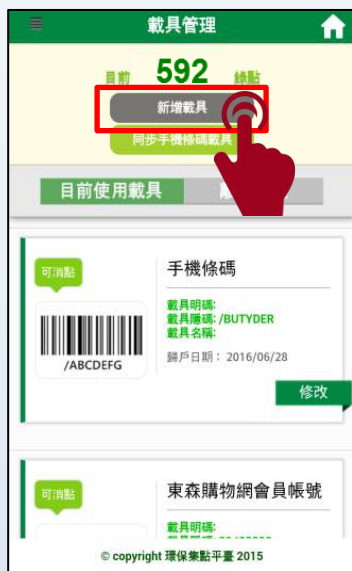 載具管理
目前 592 綠點
新增載具
同步手機條碼載具
目前使用載具
可消點
手機條碼
載具明碼:
載具隱碼: /BUTYDER
載具名稱:
歸戶日期： 2016/06/28
/ABCDEFG
修改
可消點
東森購物網會員帳號
載具明碼:
© copyright 環保集點平臺 2015